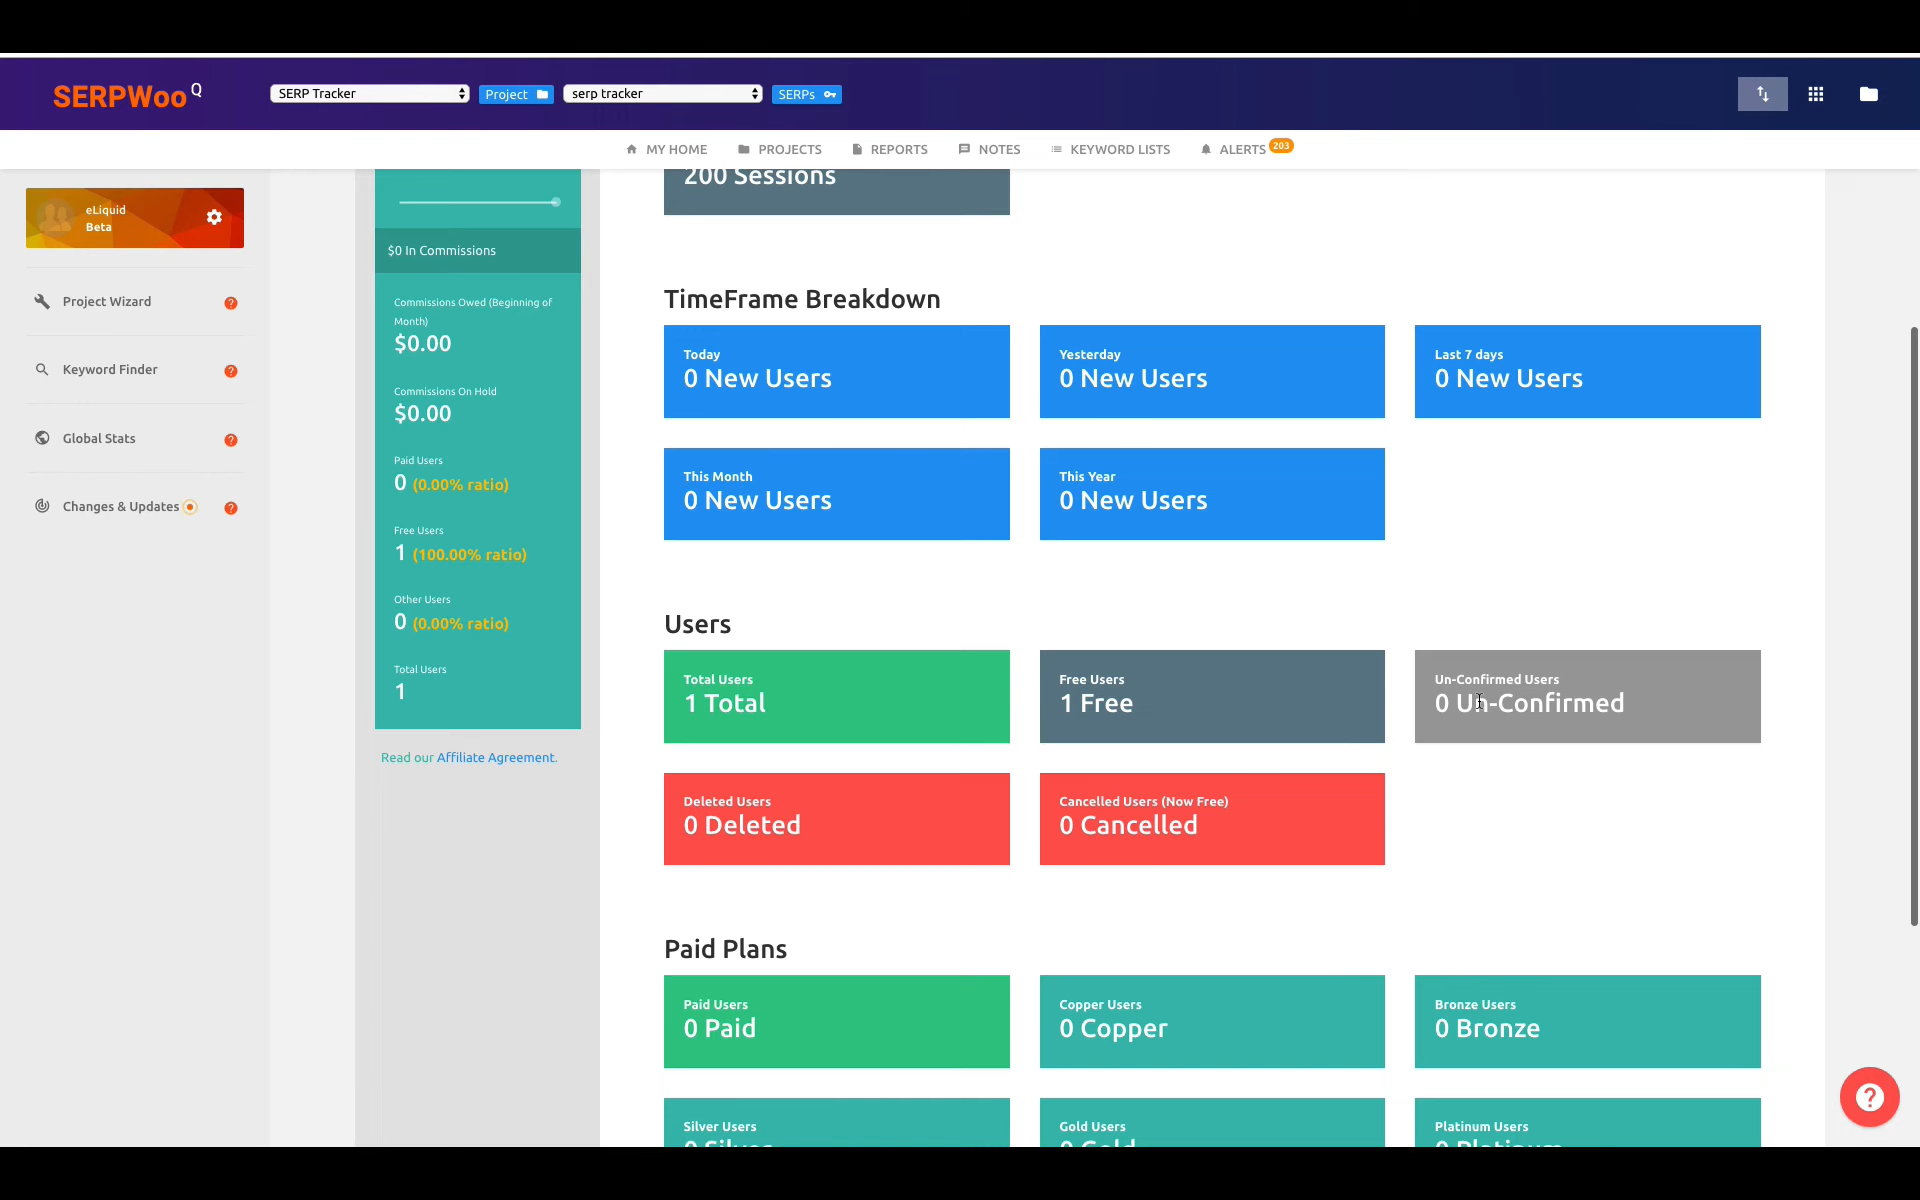 SERPWoo Q
SERP Tracker
Project
serp tracker
SERPs
MY HOME
PROJECTS
REPORTS
NOTES
KEYWORD LISTS
ALERTS 203
eLiquid
Beta
Project Wizard ?
Keyword Finder ?
Global Stats ?
Changes & Updates ?
$0 In Commissions
Commissions Owed (Beginning of
Month)
$0.00
Commissions On Hold
$0.00
Paid Users
0 (0.00% ratio)
Free Users
1 (100.00% ratio)
Other Users
0 (0.00% ratio)
Total Users
1
Read our Affiliate Agreement.
200 Sessions
TimeFrame Breakdown
Today
0 New Users
Yesterday
0 New Users
Last 7 days
0 New Users
This Month
0 New Users
This Year
0 New Users
Users
Total Users
1 Total
Free Users
1 Free
Un-Confirmed Users
0 Un-Confirmed
Deleted Users
0 Deleted
Cancelled Users (Now Free)
0 Cancelled
Paid Plans
Paid Users
0 Paid
Copper Users
0 Copper
Bronze Users
0 Bronze
Silver Users
0 Silver
Gold Users
0 Gold
Platinum Users
0 Platinum
?